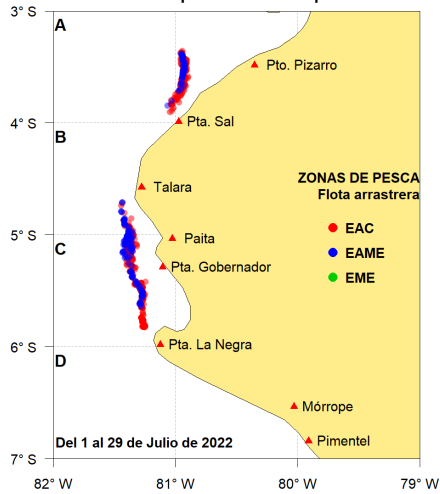 3° S
A
Pto. Pizarro
4° S
Pta. Sal
B
ZONAS DE PESCA
Flota arrastrera
Talara
EAC
5° S
Paita
EAME
C
Pta. Gobernador
EME
6° S
Pta. La Negra
D
Mórrope
Del 1 al 29 de Julio de 2022
Pimentel
7° S
82° W
81° W
80° W
79° W